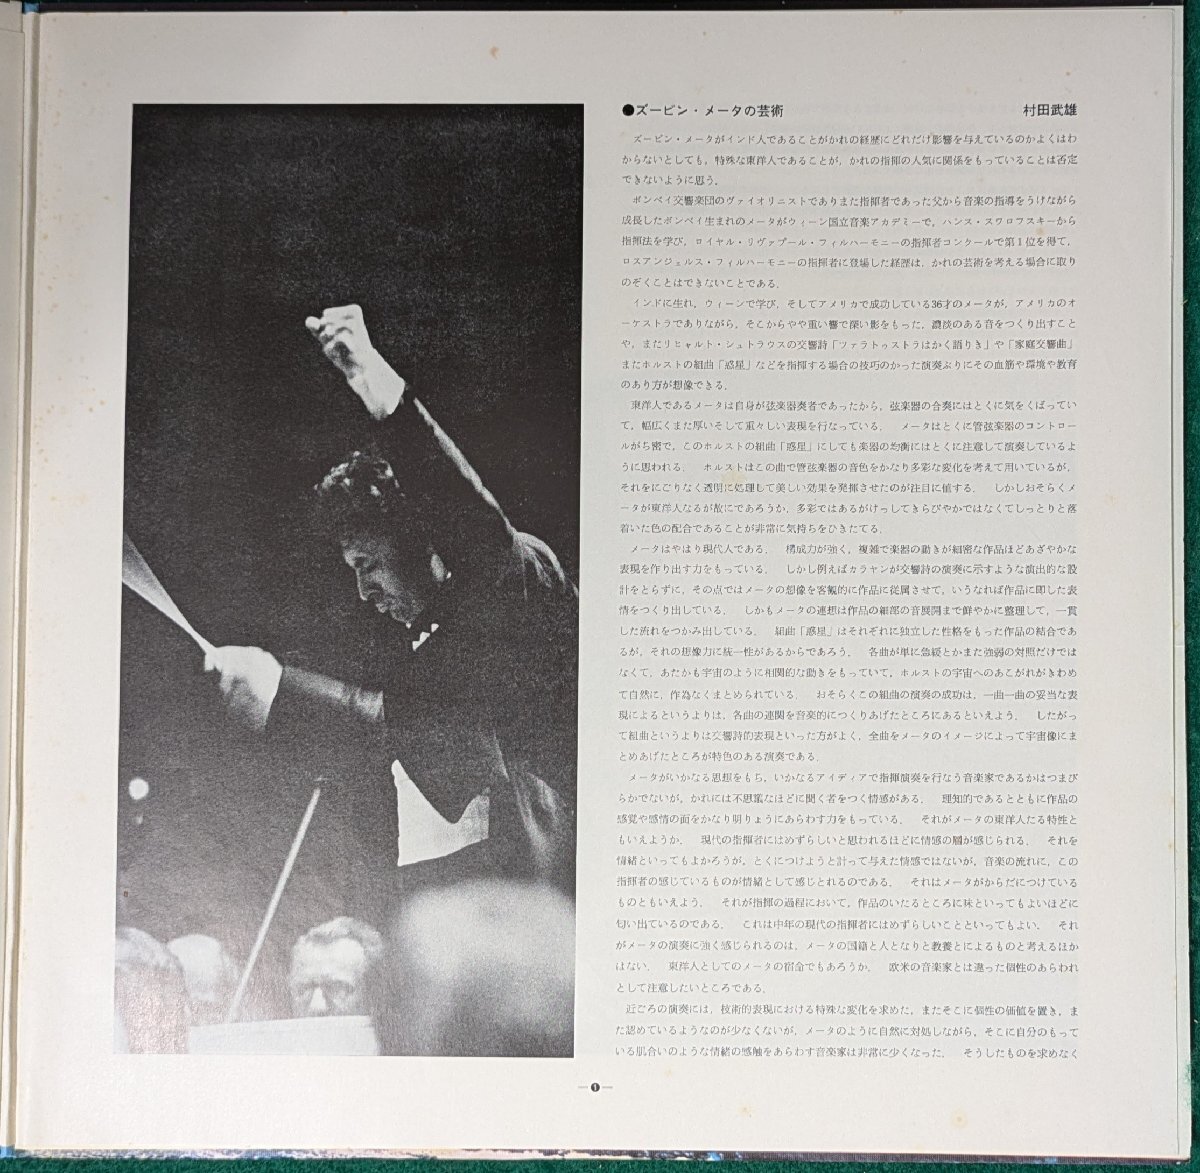 ●ズービン・メータの芸術 村田武雄
ズービン・メータがインド人であることがかれの経歴にどれだけ影響を与えているのかよくはわ
からないとしても，特殊な東洋人であることが，かれの指揮の人気に関係をもっていることは否定
できないように思う。
ボンベイ交響楽団のヴァイオリニストでありまた指揮者であった父から音楽の指導をうけながら
成長したボンベイ生まれのメータがウィーン国立音楽アカデミーで，ハンス・スワロフスキーから
指揮法を学び，ロイヤル・リヴァプール・フィルハーモニーの指揮者コンクールで第1位を得て，
ロスアンジェルス・フィルハーモニーの指揮者に登場した経歴は，かれの芸術を考える場合に取り
のぞくことはできないことである。
インドに生れ，ウィーンで学び，そしてアメリカで成功している36才のメータが，アメリカのオ
ーケストラでありながら，そこからやや重い響で深い影をもった，濃淡のある音をつくり出すこと
や，またリヒャルト・シュトラウスの交響詩「ツァラトゥストラはかく語りき」や「家庭交響曲」
またホルストの組曲「惑星」などを指揮する場合の技巧のかった演奏ぶりにその血筋や環境や教育
のあり方が想像できる。
東洋人であるメータは自身が弦楽器奏者であったから，弦楽器の合奏にはとくに気をくばってい
て，幅広くまた厚いそして重々しい表現を行なっている。 メータはとくに管弦楽器のコントロー
ルがち密で，このホルストの組曲「惑星」にしても楽器の均衡にはとくに注意して演奏しているよ
うに思われる。 ホルストはこの曲で管弦楽器の音色をかなり多彩な変化を考えて用いているが，
それをにごりなく透明に処理して美しい効果を発揮させたのが注目に値する。 しかしおそらくメ
ータが東洋人なるが故にであろうか，多彩ではあるがけっしてきらびやかではなくてしっとりと落
着いた色の配合であることが非常に気持ちをひきたてる。
メータはやはり現代人である。 構成力が強く，複雑で楽器の動きが細密な作品ほどあざやかな
表現を作り出す力をもっている。 しかし例えばカラヤンが交響詩の演奏に示すような演出的な設
計をとらずに，その点ではメータの想像を客観的に作品に従属させて，いうなれば作品に即した表
情をつくり出している。 しかもメータの連想は作品の細部の音展開まで鮮やかに整理して，一貫
した流れをつかみ出している。 組曲「惑星」はそれぞれに独立した性格をもった作品の結合であ
るが，それの想像力に統一性があるからであろう。 各曲が単に急緩とかまた強弱の対照だけでは
なくて，あたかも宇宙のように相関的な動きをもっていて，ホルストの宇宙へのあこがれがきわめ
て自然に，作為なくまとめられている。 おそらくこの組曲の演奏の成功は，一曲一曲の妥当な表
現によるというよりは，各曲の連関を音楽的につくりあげたところにあるといえよう。 したがっ
て組曲というよりは交響詩的表現といった方がよく，全曲をメータのイメージによって宇宙像にま
とめあげたところが特色のある演奏である。
メータがいかなる思想をもち，いかなるアイディアで指揮演奏を行なう音楽家であるかはつまび
らかでないが，かれには不思議なほどに聞く者をつく情感がある。 理知的であるとともに作品の
感覚や感情の面をかなり明りょうにあらわす力をもっている。 それがメータの東洋人たる特性と
もいえようか。 現代の指揮者にはめずらしいと思われるほどに情感の層が感じられる。 それを
情緒といってもよかろうが，とくにつけようと計って与えた情感ではないが，音楽の流れに，この
指揮者の感じているものが情緒として感じとれるのである。 それはメータがからだにつけている
ものともいえよう。 それが指揮の過程において，作品のいたるところに味といってもよいほどに
匂い出ているのである。 これは中年の現代の指揮者にはめずらしいことといってもよい。 それ
がメータの演奏に強く感じられるのは，メータの国籍と人となりと教養とによるものと考えるほか
はない。 東洋人としてのメータの宿命でもあろうか。 欧米の音楽家とは違った個性のあらわれ
として注意したいところである。
近ごろの演奏には，技術的表現における特殊な変化を求めた，またそこに個性の価値を置き，ま
た認めているようなのが少なくないが，メータのように自然に対処しながら，そこに自分のもって
いる肌合いのような情緒の感触をあらわす音楽家は非常に少くなった。 そうしたものを求めなく
—1—